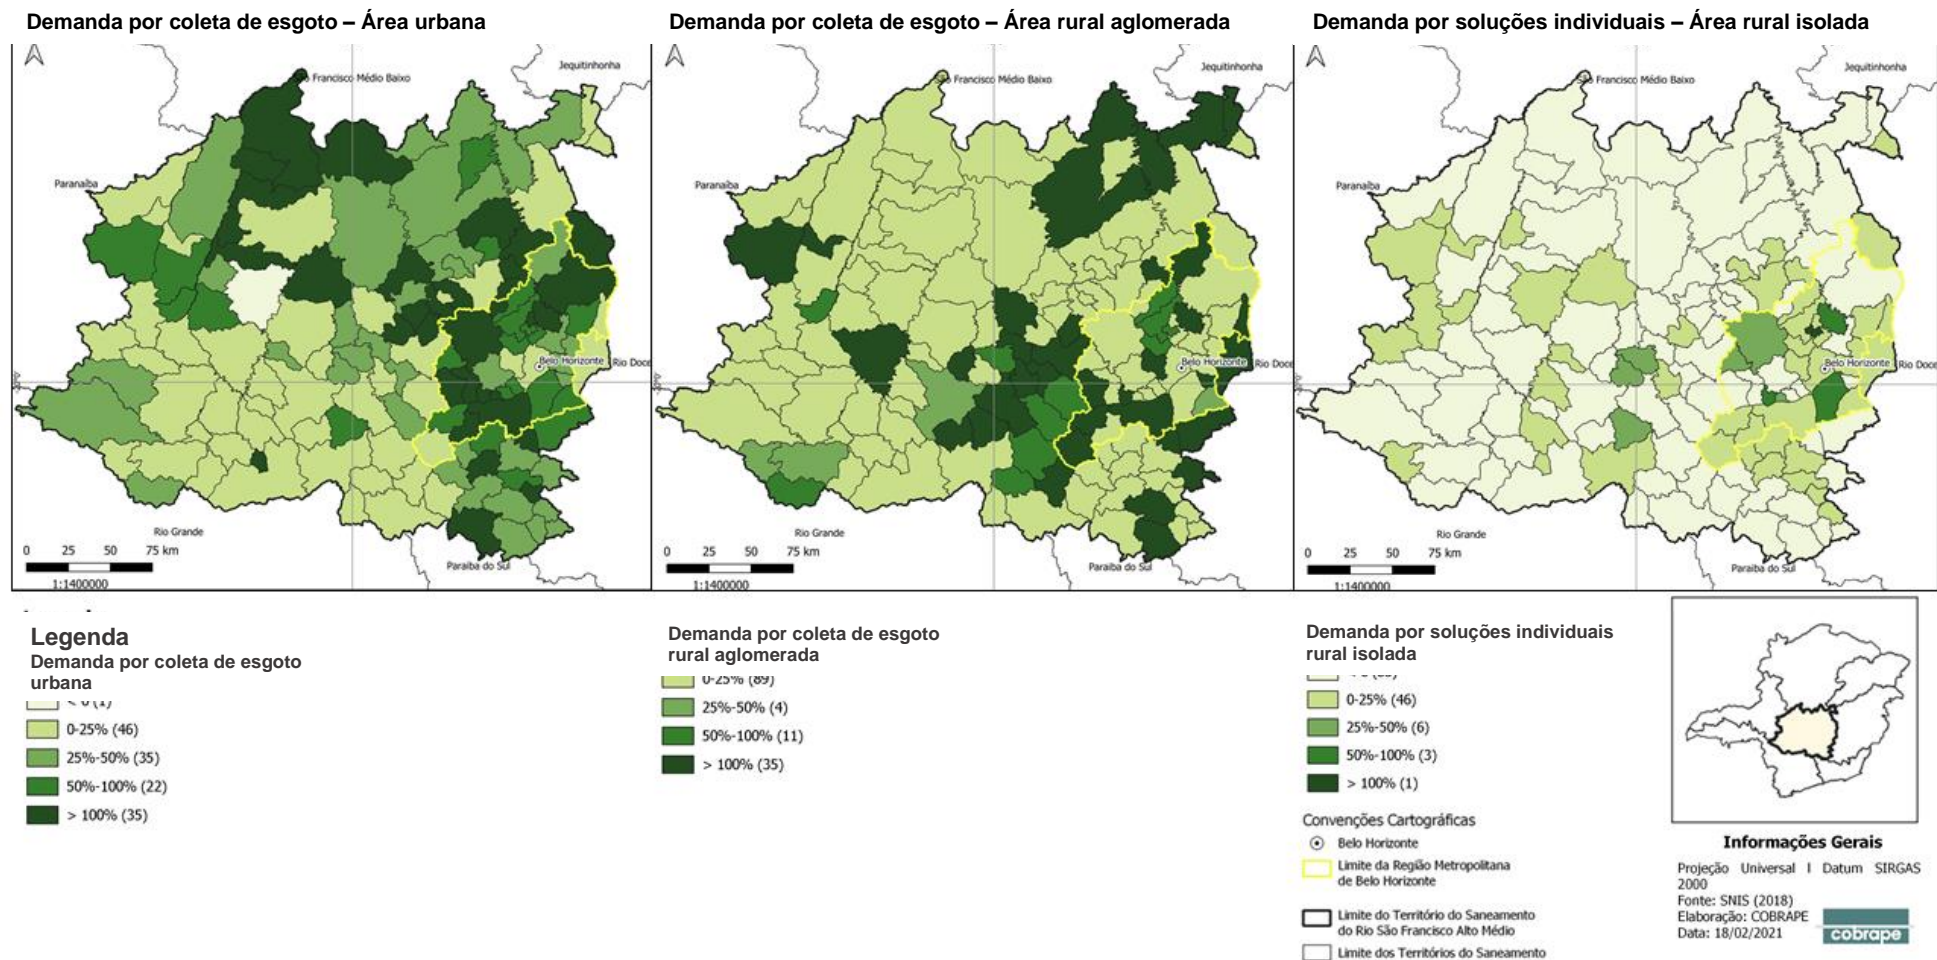 Demanda por coleta de esgoto – Área urbana
Demanda por coleta de esgoto – Área rural aglomerada
Demanda por soluções individuais – Área rural isolada
Francisco Médio Baixo
Jequitinhonha
Paranaíba
Belo Horizonte
Rio Doce
Rio Grande
Paraíba do Sul
0 25 50 75 km
1:1400000
Francisco Médio Baixo
Jequitinhonha
Paranaíba
Belo Horizonte
Rio Doce
Rio Grande
Paraíba do Sul
0 25 50 75 km
1:1400000
Francisco Médio Baixo
Jequitinhonha
Paranaíba
Belo Horizonte
Rio Doce
Rio Grande
Paraíba do Sul
0 25 50 75 km
1:1400000
Legenda
Demanda por coleta de esgoto
urbana
< 0 (1)
0-25% (46)
25%-50% (35)
50%-100% (22)
> 100% (35)
Demanda por coleta de esgoto
rural aglomerada
0-25% (89)
25%-50% (4)
50%-100% (11)
> 100% (35)
Demanda por soluções individuais
rural isolada
0-25% (46)
25%-50% (6)
50%-100% (3)
> 100% (1)
Convenções Cartográficas
Belo Horizonte
Limite da Região Metropolitana
de Belo Horizonte
Limite do Território do Saneamento
do Rio São Francisco Alto Médio
Limite dos Territórios do Saneamento
Informações Gerais
Projeção Universal I Datum SIRGAS
2000
Fonte: SNIS (2018)
Elaboração: COBRAPE
Data: 18/02/2021
cobrape